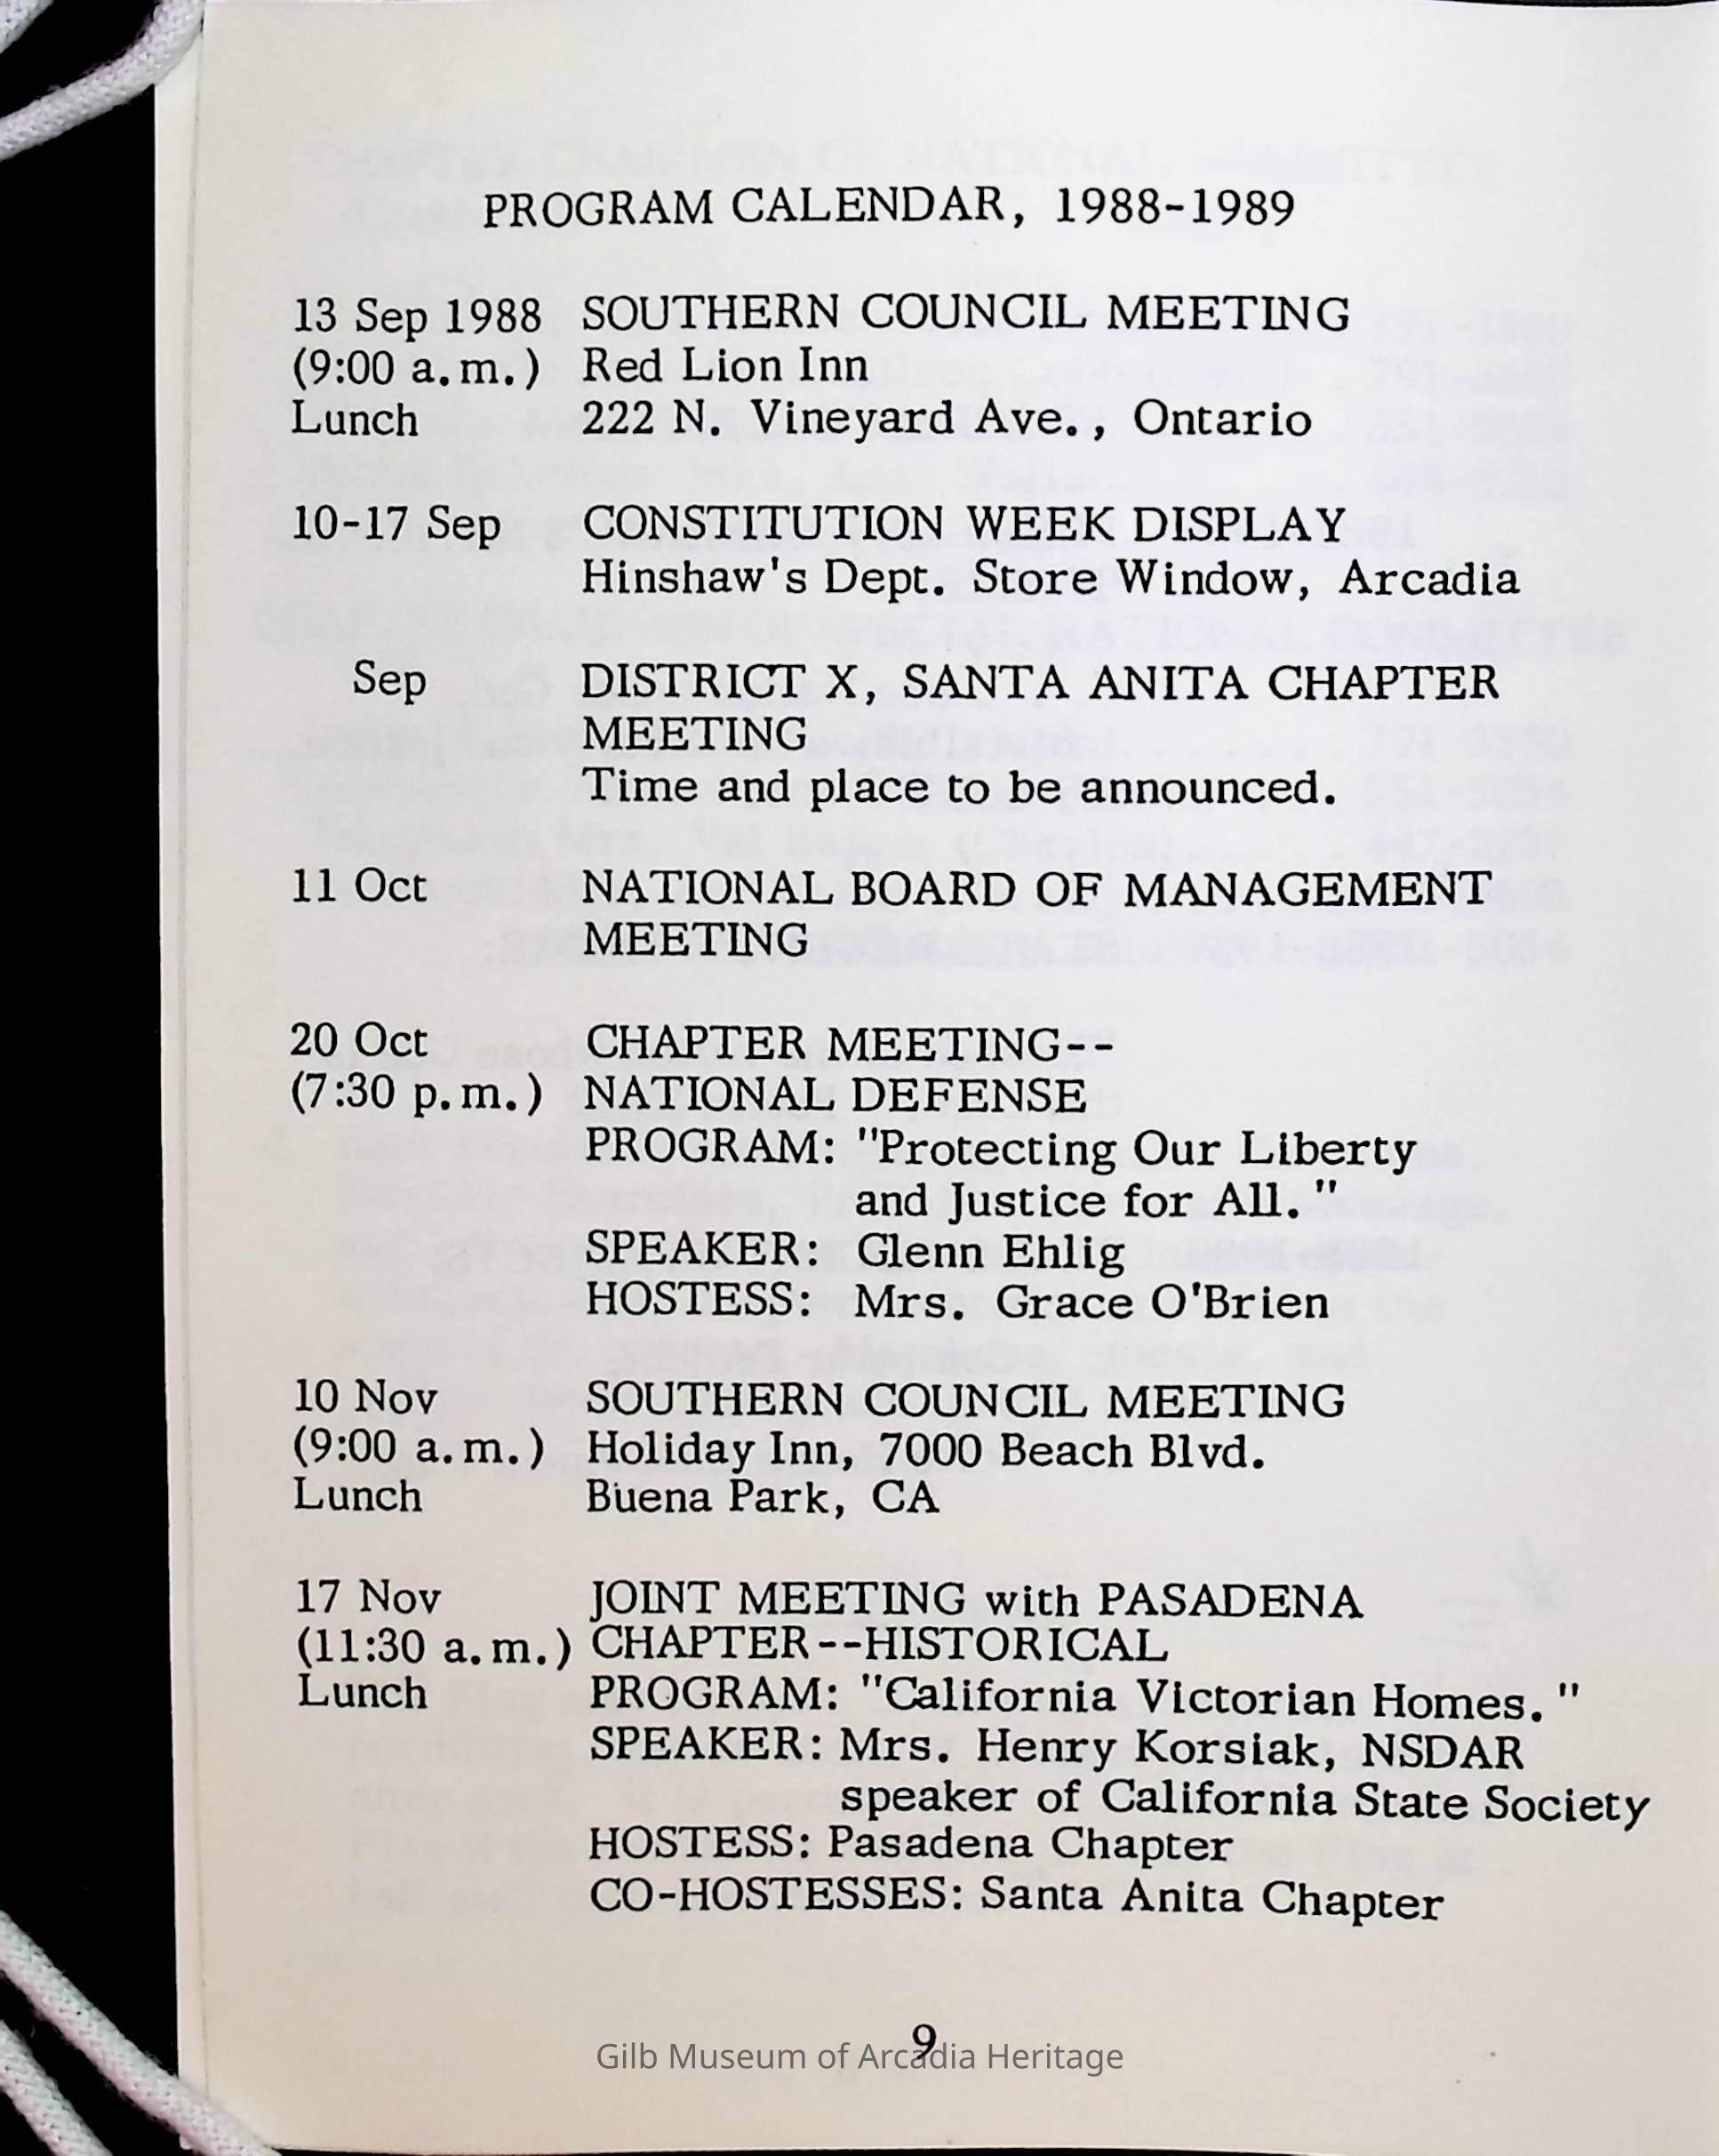 PROGRAM CALENDAR, 1988-1989
13 Sep 1988 SOUTHERN COUNCIL MEETING
(9:00 a.m.) Red Lion Inn
Lunch 222 N. Vineyard Ave., Ontario
10-17 Sep CONSTITUTION WEEK DISPLAY
Hinshaw's Dept. Store Window, Arcadia
Sep DISTRICT X, SANTA ANITA CHAPTER
MEETING
Time and place to be announced.
11 Oct NATIONAL BOARD OF MANAGEMENT
MEETING
20 Oct CHAPTER MEETING--
(7:30 p.m.) NATIONAL DEFENSE
PROGRAM: "Protecting Our Liberty
and Justice for All."
SPEAKER: Glenn Ehlig
HOSTESS: Mrs. Grace O'Brien
10 Nov SOUTHERN COUNCIL MEETING
(9:00 a.m.) Holiday Inn, 7000 Beach Blvd.
Lunch Buena Park, CA
17 Nov JOINT MEETING with PASADENA
(11:30 a.m.) CHAPTER--HISTORICAL
Lunch PROGRAM: "California Victorian Homes."
SPEAKER: Mrs. Henry Korsiak, NSDAR
speaker of California State Society
HOSTESS: Pasadena Chapter
CO-HOSTESSES: Santa Anita Chapter
9
Gilb Museum of Arcadia Heritage